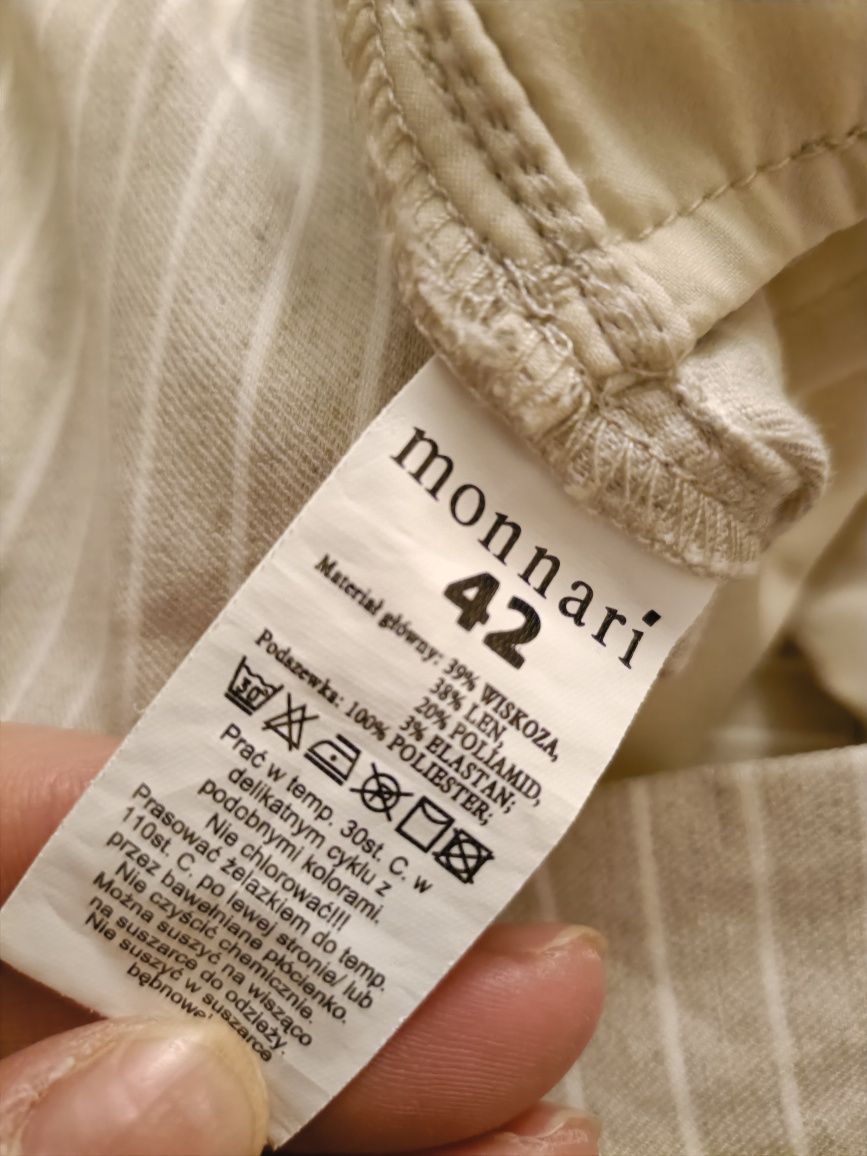 monnari
42
Materiał główny: 39% WISKOZA,
38% LEN,
20% POLIAMID,
3% ELASTAN;
Podszewka: 100% POLIESTER;
30
Prać w temp. 30st. C. w
delikatnym cyklu z
podobnymi kolorami.
Nie chlorować!!!
Prasować żelazkiem do temp.
110st. C. po lewej stronie/ lub
przez bawełniane płócienko.
Nie czyścić chemicznie.
Można suszyć na wisząco
na suszarce do odzieży.
Nie suszyć w suszarce
bębnowej